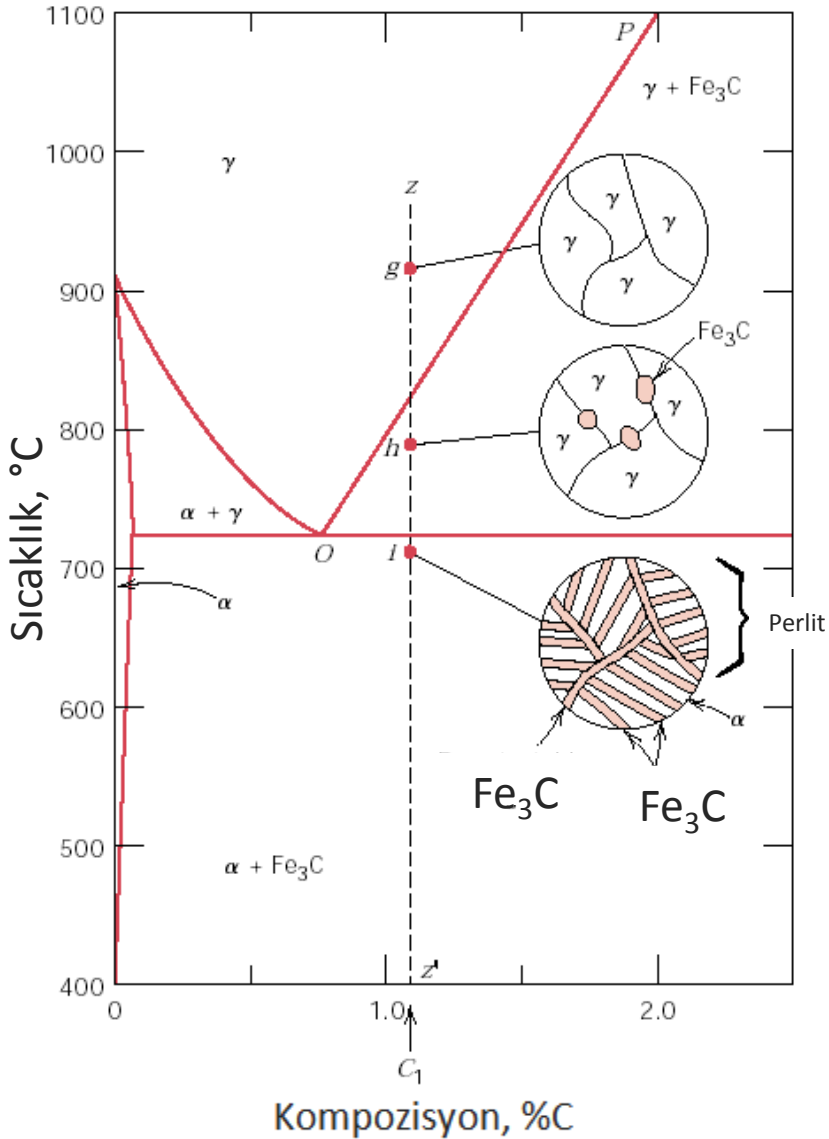 1100
P
γ + Fe₃C
1000
γ
z
γ
γ
γ
γ
g
900
Fe₃C
γ
γ
800
γ
h
γ
α + γ
O
i
700
α
Perlit
600
α
Fe₃C
Fe₃C
500
α + Fe₃C
z'
400
0
1.0
2.0
C₁
Sıcaklık, °C
Kompozisyon, %C